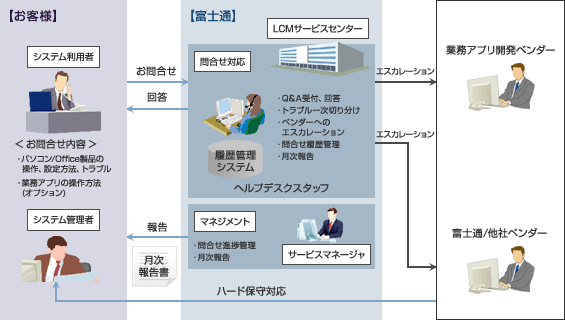 【お客様】
システム利用者
<お問合せ内容>
・パソコン/Office製品の
操作、設定方法、トラブル
・業務アプリの操作方法
(オプション)
システム管理者
お問合せ
回答
報告
月次
報告書
【富士通】
LCMサービスセンター
問合せ対応
・Q&A受付、回答
・トラブル一次切り分け
・ベンダーへの
エスカレーション
・問合せ履歴管理
・月次報告
履歴管理
システム
ヘルプデスクスタッフ
マネジメント
・問合せ進捗管理
・月次報告
サービスマネージャ
エスカレーション
エスカレーション
業務アプリ開発ベンダー
富士通/他社ベンダー
ハード保守対応